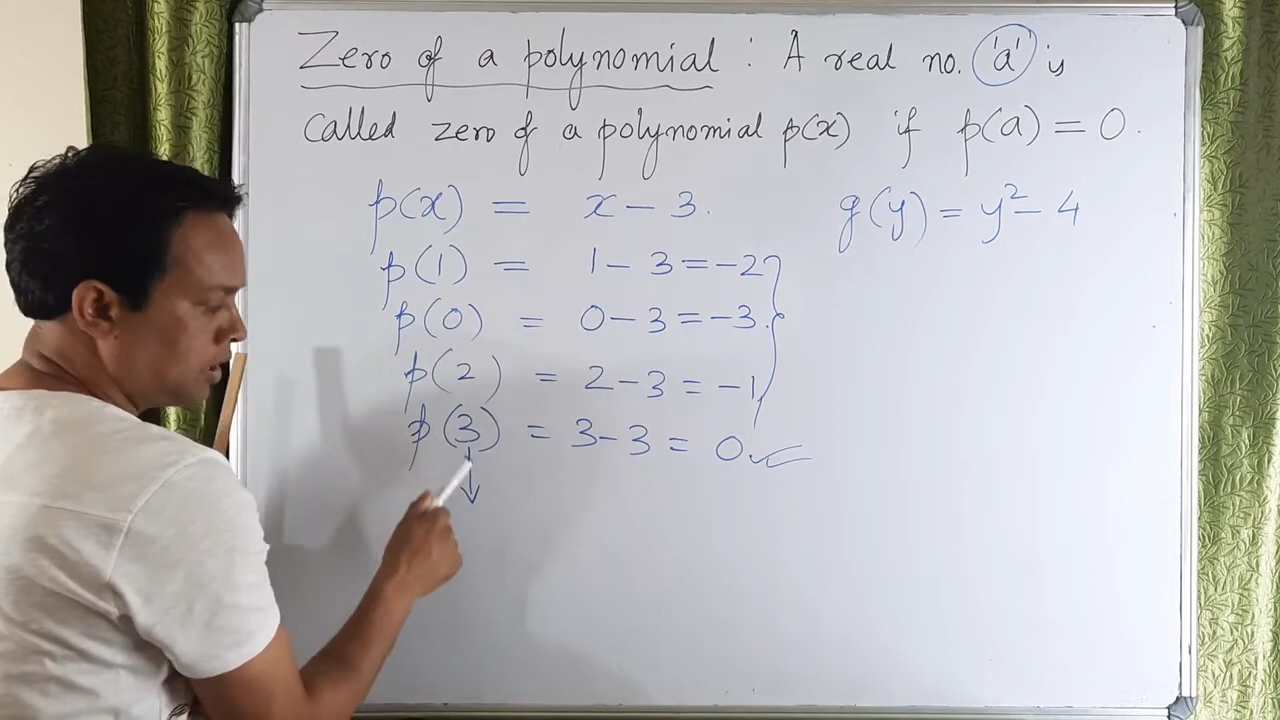 Zero of a polynomial : A real no. 'a' is
called zero of a polynomial p(x) if p(a) = 0.
p(x) = x - 3. g(y) = y² - 4
p(1) = 1 - 3 = -2
p(0) = 0 - 3 = -3.
p(2) = 2 - 3 = -1
p(3) = 3 - 3 = 0